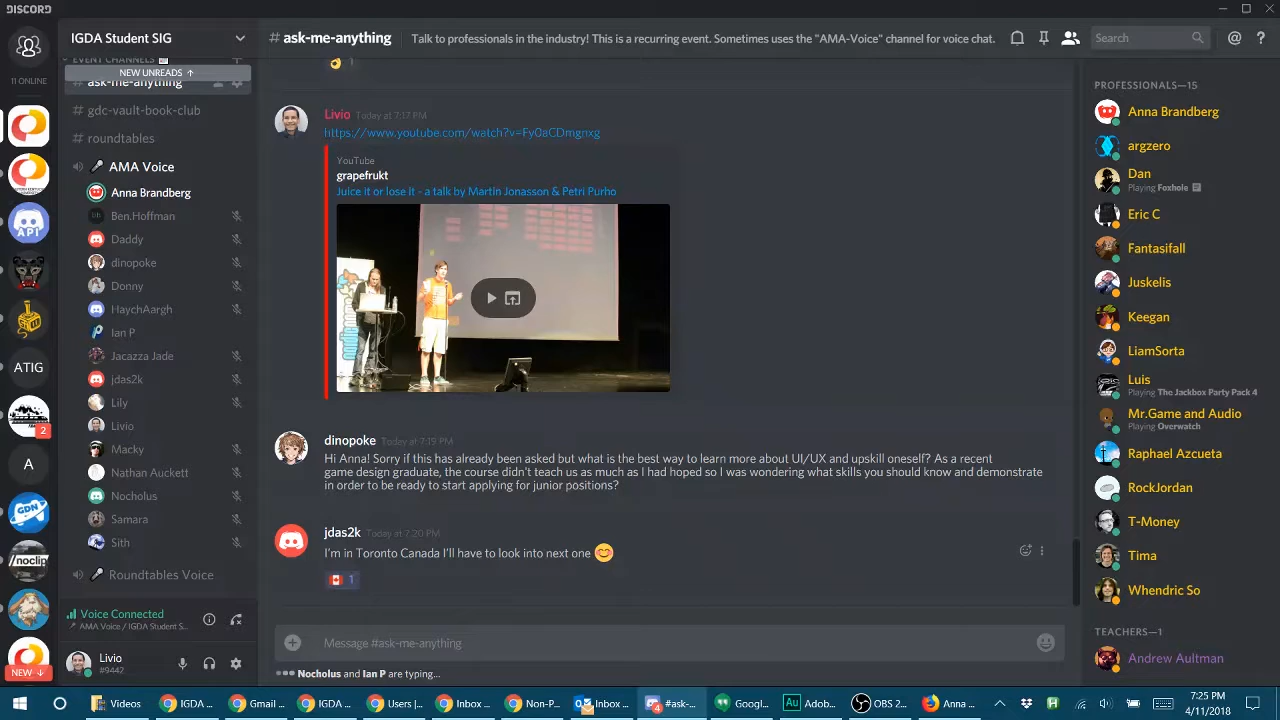 DISCORD
11 ONLINE
ATIG
2
A
GDN
/noclip
NEW ↓
API
IGDA Student SIG
EVENT CHANNELS
NEW UNREADS ↑
# ask-me-anything
# gdc-vault-book-club
# roundtables
AMA Voice
Anna Brandberg
Ben.Hoffman
Daddy
dinopoke
Donny
HaychAargh
Ian P
Jacazza Jade
jdas2k
Lily
Livio
Macky
Nathan Auckett
Nocholus
Samara
Sith
Roundtables Voice
Voice Connected
AMA Voice / IGDA Student S...
Livio
#9442
# ask-me-anything
Talk to professionals in the industry! This is a recurring event. Sometimes uses the "AMA-Voice" channel for voice chat.
Search
1
Livio Today at 7:17 PM
https://www.youtube.com/watch?v=Fy0aCDmgnxg
YouTube
grapefrukt
Juice it or lose it - a talk by Martin Jonasson & Petri Purho
dinopoke Today at 7:19 PM
Hi Anna! Sorry if this has already been asked but what is the best way to learn more about UI/UX and upskill oneself? As a recent
game design graduate, the course didn't teach us as much as I had hoped so I was wondering what skills you should know and demonstrate
in order to be ready to start applying for junior positions?
jdas2k Today at 7:20 PM
I'm in Toronto Canada I'll have to look into next one 😊
🇨🇦 1
Message #ask-me-anything
Nocholus and Ian P are typing...
PROFESSIONALS—15
Anna Brandberg
argzero
Dan
Playing Foxhole
Eric C
Fantasifall
Juskelis
Keegan
LiamSorta
Luis
Playing The Jackbox Party Pack 4
Mr.Game and Audio
Playing Overwatch
Raphael Azcueta
RockJordan
T-Money
Tima
Whendric So
TEACHERS—1
Andrew Aultman
Videos
IGDA ...
Gmail ...
IGDA ...
Users |...
Inbox ...
Non-P...
Inbox ...
#ask-...
Googl...
Adob...
OBS 2...
Anna ...
7:25 PM
4/11/2018